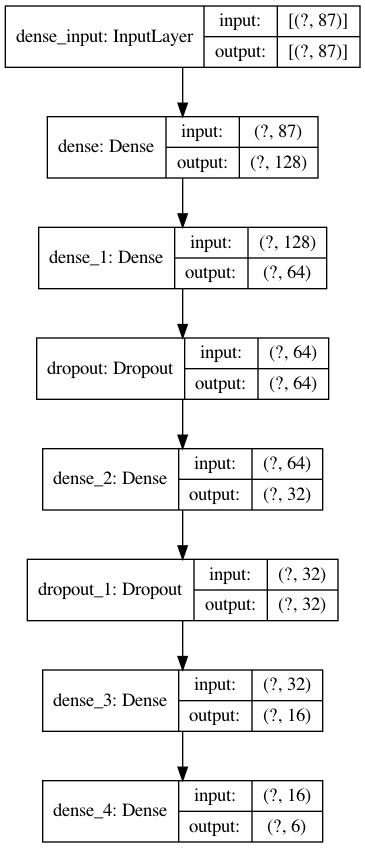 dense_input: InputLayer
input: [(?, 87)]
output: [(?, 87)]
dense: Dense
input: (?, 87)
output: (?, 128)
dense_1: Dense
input: (?, 128)
output: (?, 64)
dropout: Dropout
input: (?, 64)
output: (?, 64)
dense_2: Dense
input: (?, 64)
output: (?, 32)
dropout_1: Dropout
input: (?, 32)
output: (?, 32)
dense_3: Dense
input: (?, 32)
output: (?, 16)
dense_4: Dense
input: (?, 16)
output: (?, 6)